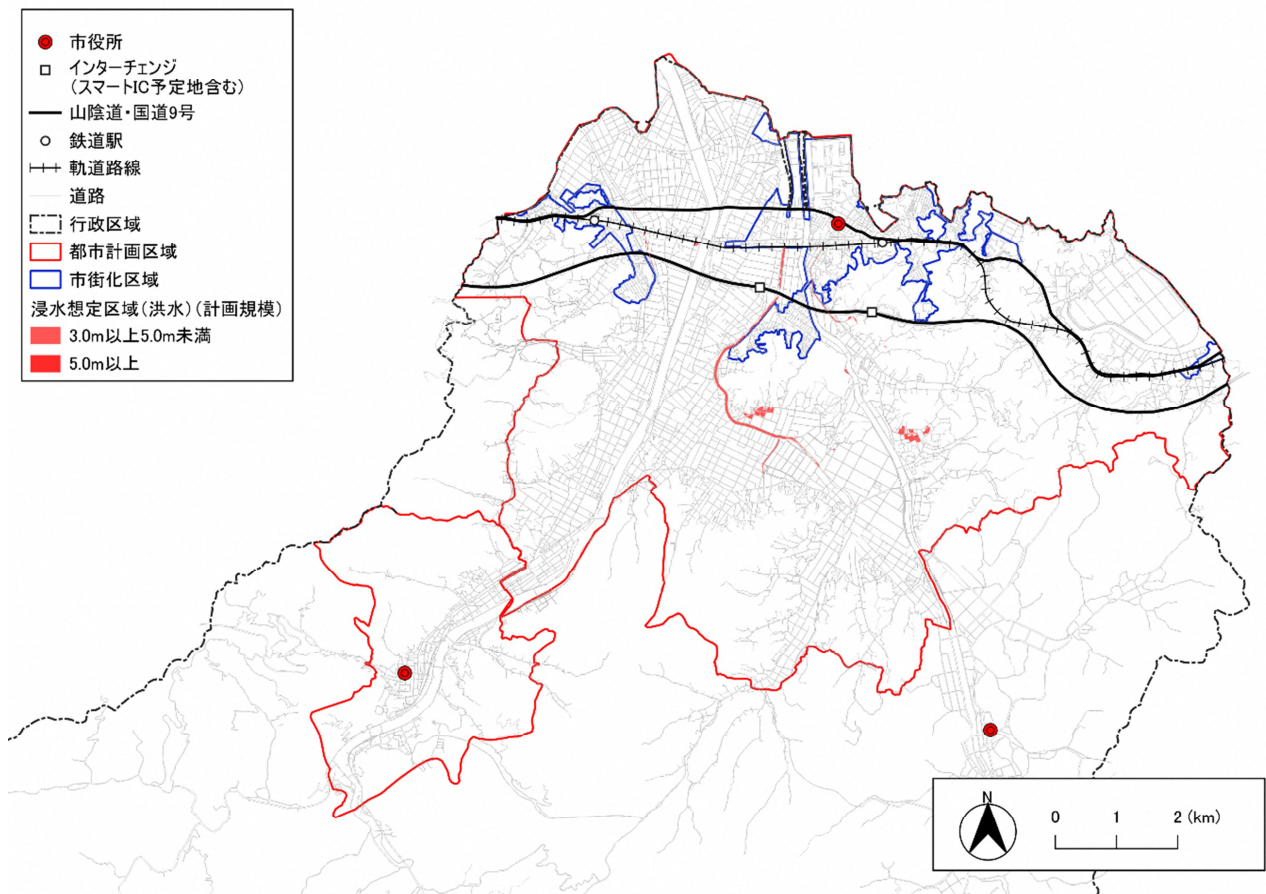 市役所
インターチェンジ
(スマートIC予定地含む)
山陰道・国道9号
鉄道駅
軌道路線
道路
行政区域
都市計画区域
市街化区域
浸水想定区域(洪水)(計画規模)
3.0m以上5.0m未満
5.0m以上
N
0 1 2 (km)